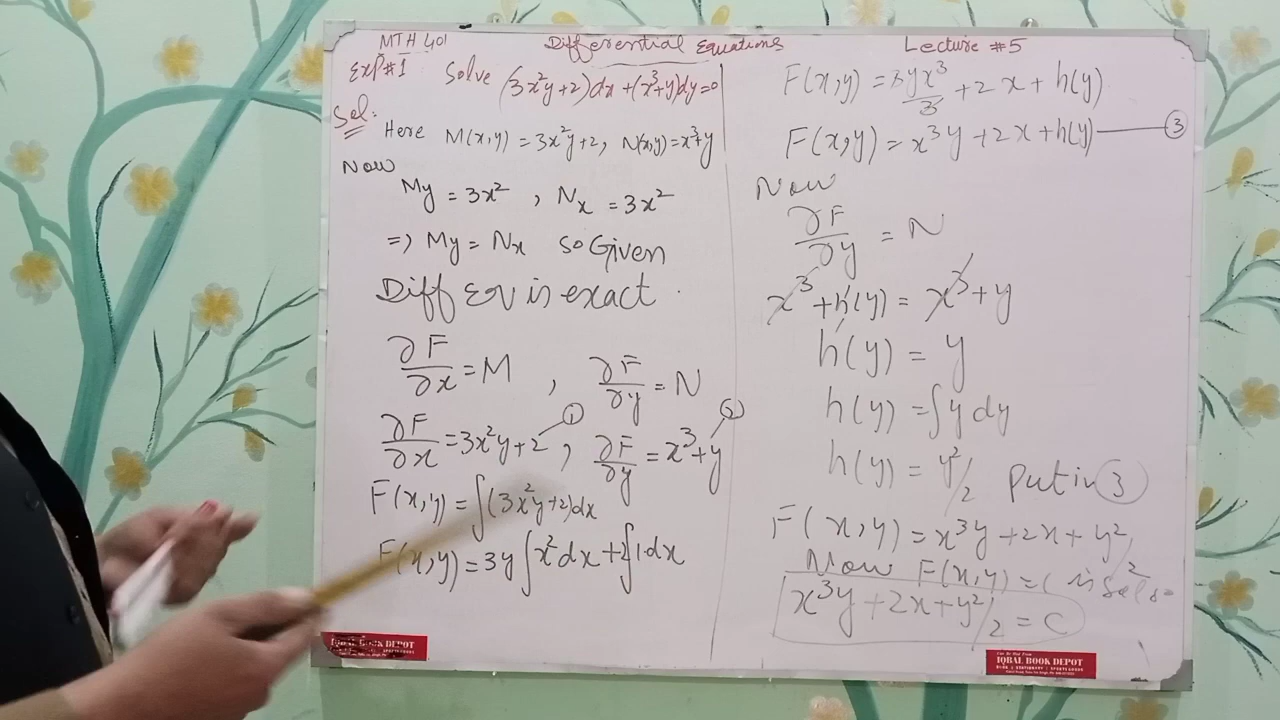 MTH 401 Differential Equations Lecture #5
Exp#1 Solve (3x²y+2)dx+(x³+y)dy=0
Sol:
Here M(x,y) = 3x²y+2, N(x,y)=x³+y
Now
My = 3x² , Nx = 3x²
=> My = Nx so Given
Diff Eq is exact.
∂F/∂x = M , ∂F/∂y = N
∂F/∂x = 3x²y+2 ① , ∂F/∂y = x³+y ②
F(x,y) = ∫(3x²y+2)dx
F(x,y) = 3y∫x²dx + 2∫1dx
IQBAL BOOK DEPOT
F(x,y) = 3yx³/3 + 2x + h(y)
F(x,y) = x³y + 2x + h(y) ③
Now
∂F/∂y = N
x³ + h'(y) = x³ + y
h'(y) = y
h(y) = ∫y dy
h(y) = y²/2 Put in ③
F(x,y) = x³y + 2x + y²/2
Now F(x,y) = C is
x³y + 2x + y²/2 = C
IQBAL BOOK DEPOT